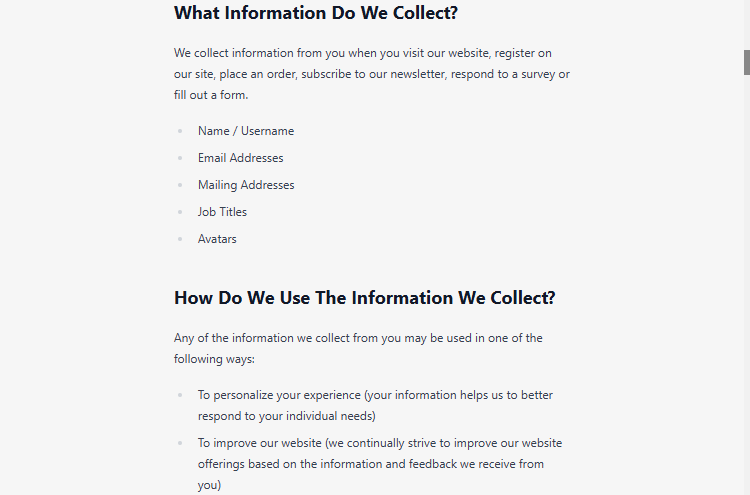 What Information Do We Collect?
We collect information from you when you visit our website, register on
our site, place an order, subscribe to our newsletter, respond to a survey or
fill out a form.
Name / Username
Email Addresses
Mailing Addresses
Job Titles
Avatars
How Do We Use The Information We Collect?
Any of the information we collect from you may be used in one of the
following ways:
To personalize your experience (your information helps us to better
respond to your individual needs)
To improve our website (we continually strive to improve our website
offerings based on the information and feedback we receive from
you)